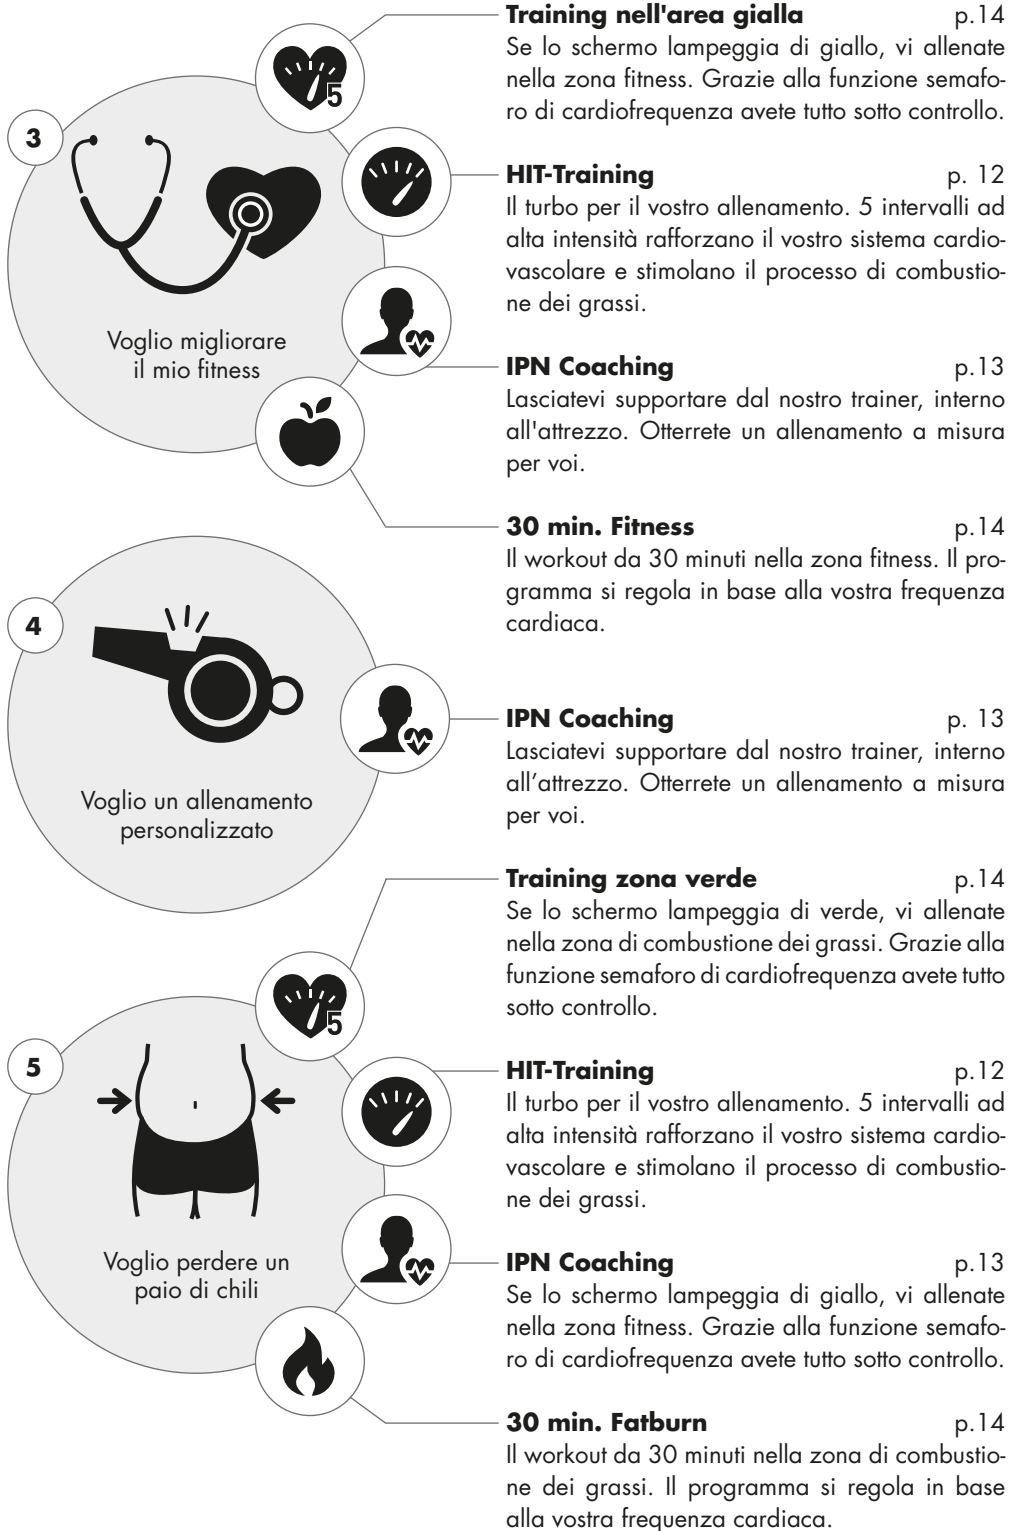 3
Voglio migliorare
il mio fitness
5
Training nell'area gialla p.14
Se lo schermo lampeggia di giallo, vi allenate
nella zona fitness. Grazie alla funzione semafo-
ro di cardiofrequenza avete tutto sotto controllo.
HIT-Training p. 12
Il turbo per il vostro allenamento. 5 intervalli ad
alta intensità rafforzano il vostro sistema cardio-
vascolare e stimolano il processo di combustio-
ne dei grassi.
IPN Coaching p.13
Lasciatevi supportare dal nostro trainer, interno
all'attrezzo. Otterrete un allenamento a misura
per voi.
30 min. Fitness p.14
Il workout da 30 minuti nella zona fitness. Il pro-
gramma si regola in base alla vostra frequenza
cardiaca.
4
Voglio un allenamento
personalizzato
IPN Coaching p. 13
Lasciatevi supportare dal nostro trainer, interno
all’attrezzo. Otterrete un allenamento a misura
per voi.
5
Voglio perdere un
paio di chili
5
Training zona verde p.14
Se lo schermo lampeggia di verde, vi allenate
nella zona di combustione dei grassi. Grazie alla
funzione semaforo di cardiofrequenza avete tutto
sotto controllo.
HIT-Training p.12
Il turbo per il vostro allenamento. 5 intervalli ad
alta intensità rafforzano il vostro sistema cardio-
vascolare e stimolano il processo di combustio-
ne dei grassi.
IPN Coaching p.13
Se lo schermo lampeggia di giallo, vi allenate
nella zona fitness. Grazie alla funzione semafo-
ro di cardiofrequenza avete tutto sotto controllo.
30 min. Fatburn p.14
Il workout da 30 minuti nella zona di combustio-
ne dei grassi. Il programma si regola in base
alla vostra frequenza cardiaca.